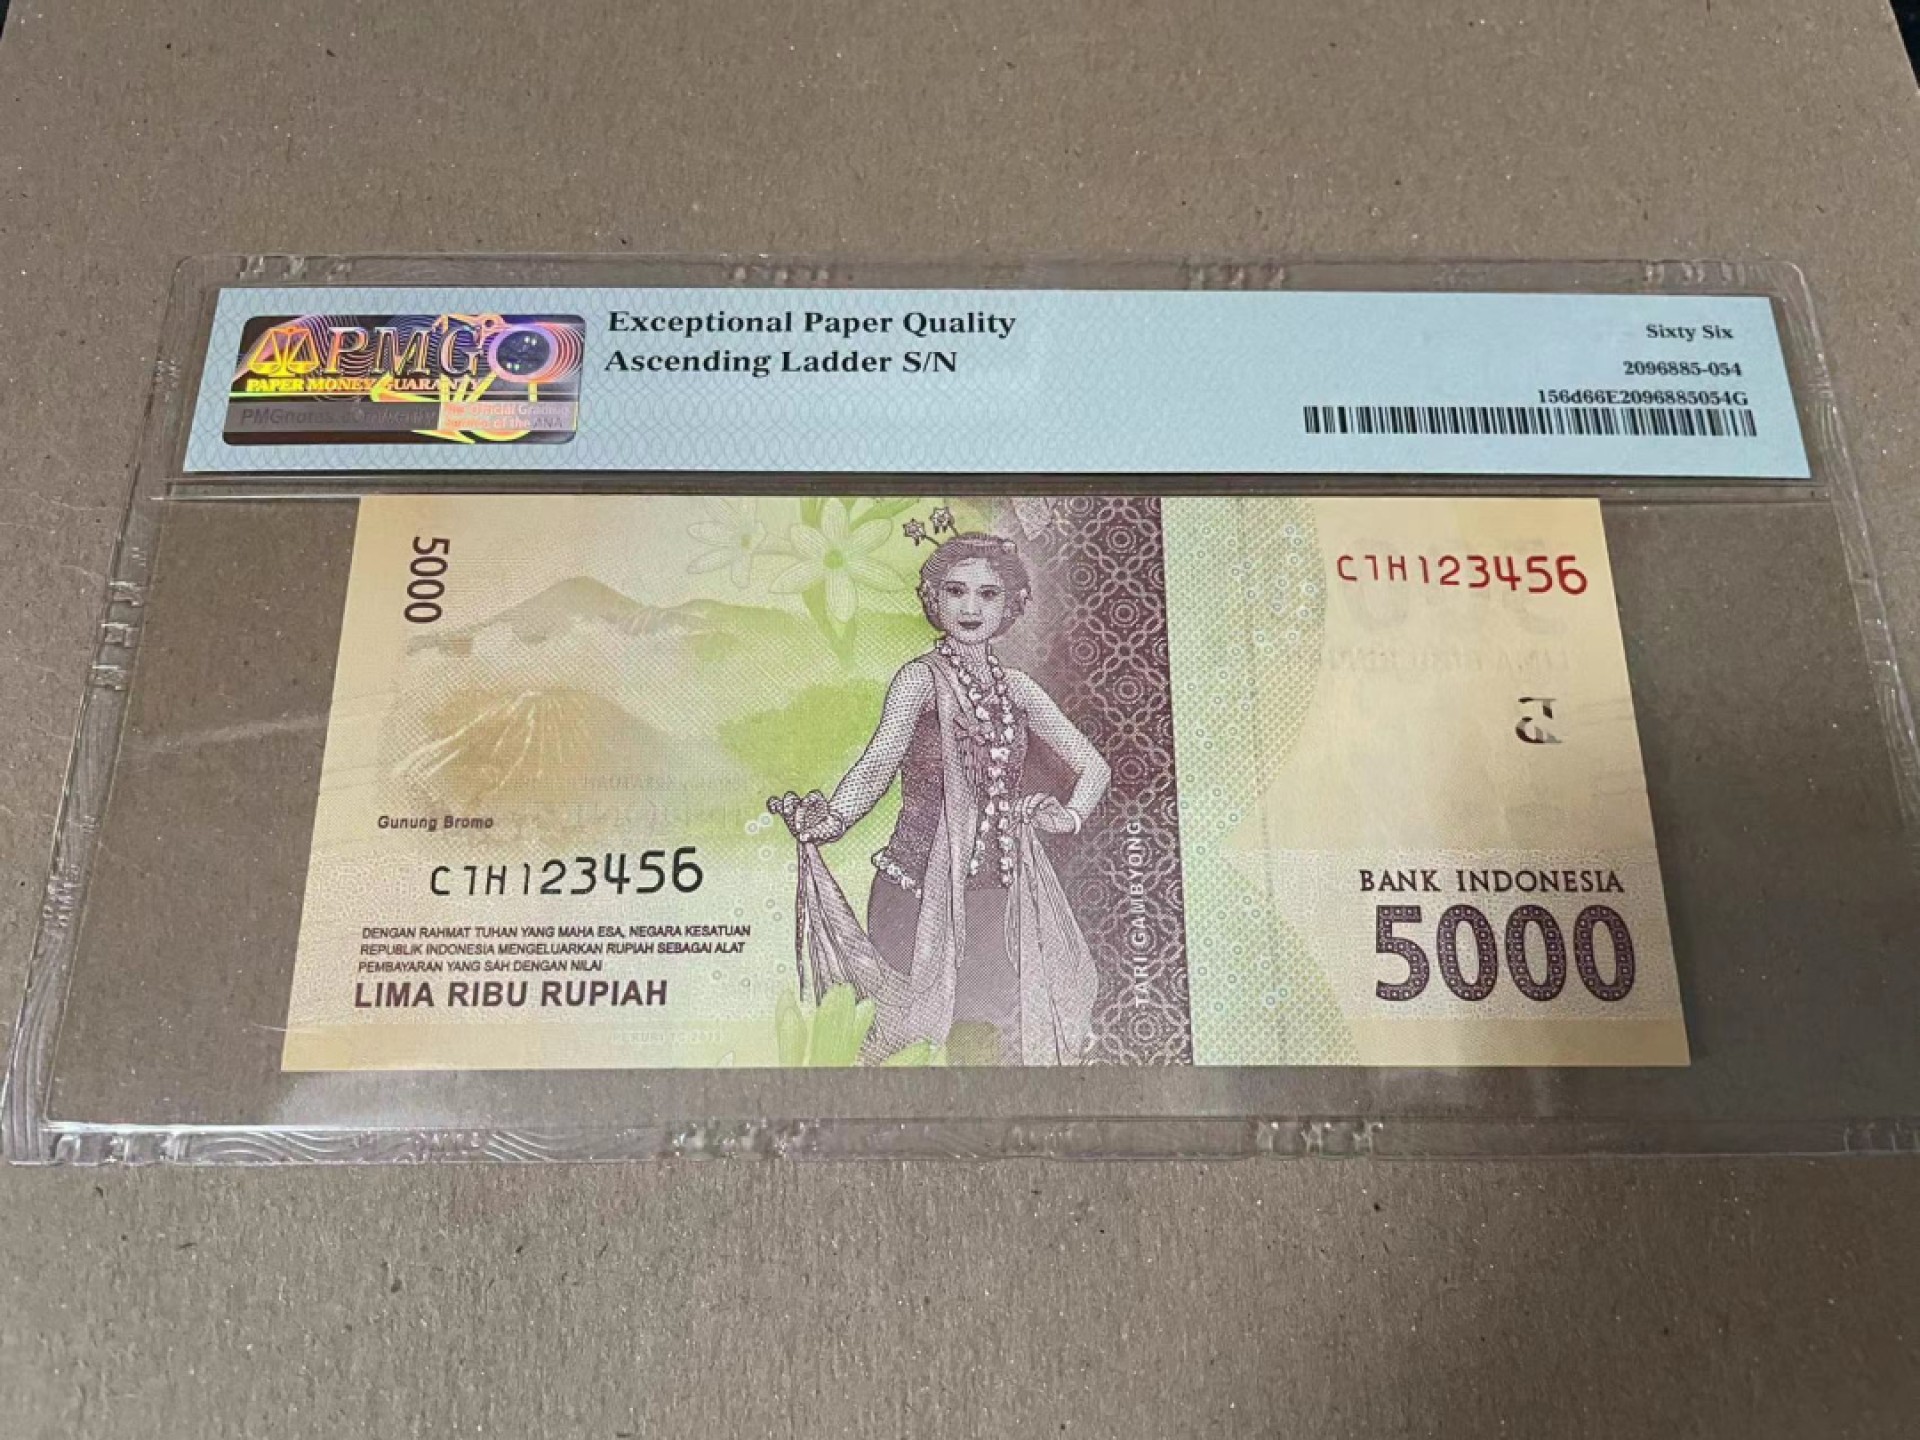 PMG
PAPER MONEY GUARANTY
Exceptional Paper Quality
Ascending Ladder S/N
Sixty Six
2096885-054
156d66E2096885054G
5000
C7H123456
Gunung Bromo
C7H123456
DENGAN RAHMAT TUHAN YANG MAHA ESA, NEGARA KESATUAN
REPUBLIK INDONESIA MENGELUARKAN RUPIAH SEBAGAI ALAT
PEMBAYARAN YANG SAH DENGAN NILAI
LIMA RIBU RUPIAH
TARI GAMBYONG
BANK INDONESIA
5000